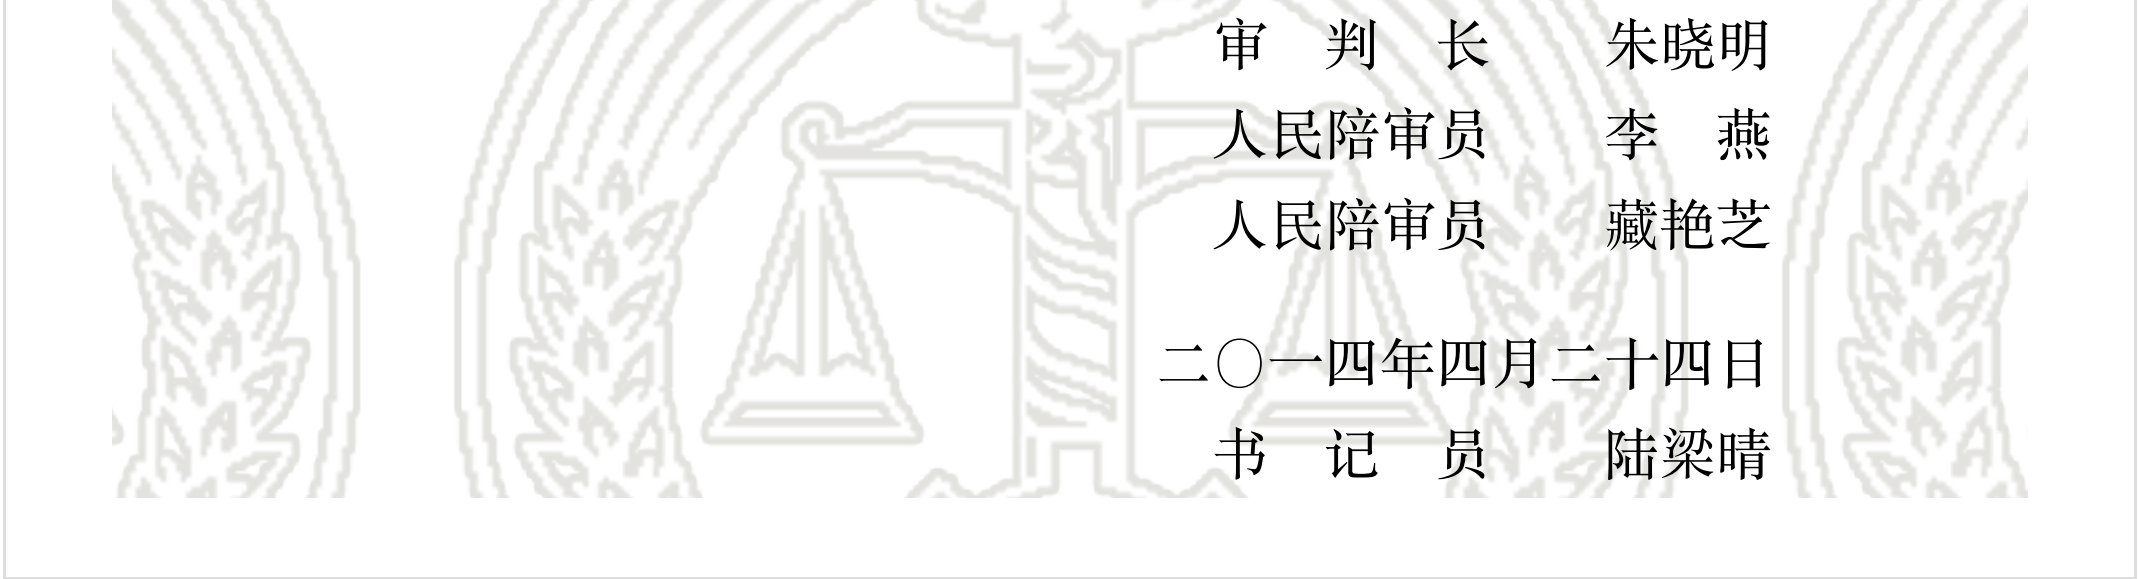 审　判　长　　朱晓明
人民陪审员　　李　燕
人民陪审员　　藏艳芝
二〇一四年四月二十四日
书　记　员　　陆梁晴